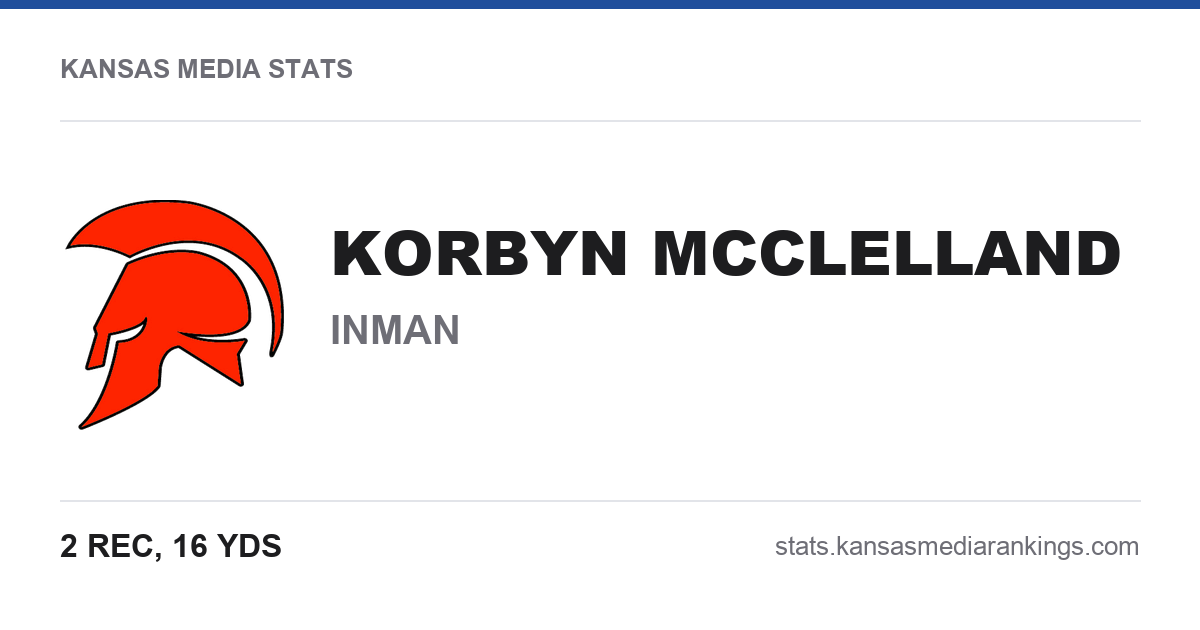 KANSAS MEDIA STATS
KORBYN MCCLELLAND
INMAN
2 REC, 16 YDS
stats.kansasmediarankings.com